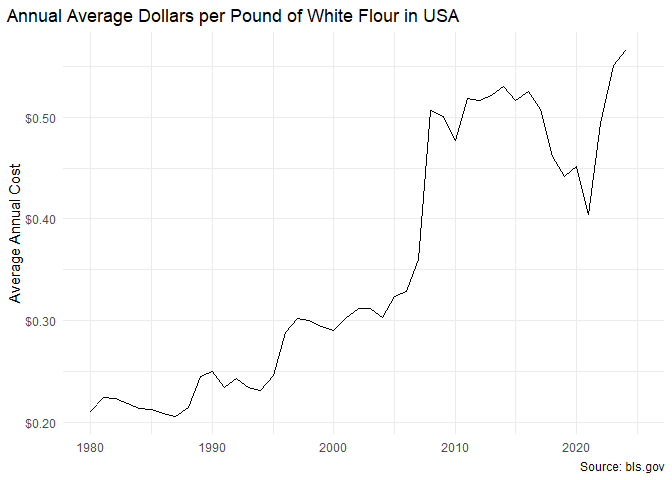 Annual Average Dollars per Pound of White Flour in USA
Average Annual Cost
$0.50
$0.40
$0.30
$0.20
1980 1990 2000 2010 2020
Source: bls.gov